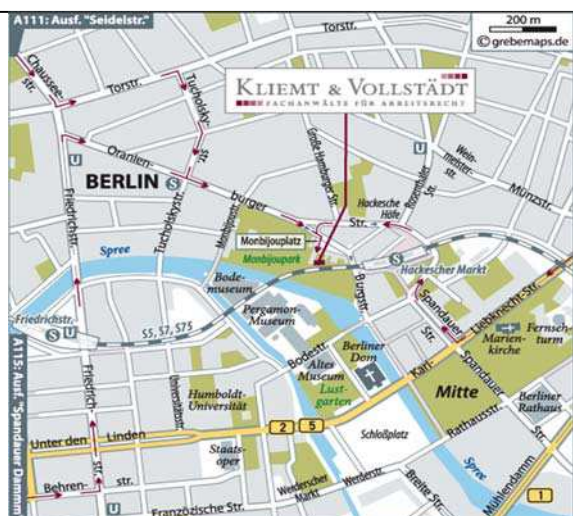 A111: Ausf. "Seidelstr."
200 m
© grebemaps.de
Torstr.
Chaussee-
str.
Torstr.
Tucholsky-
str.
KLIEMT & VOLLSTÄDT
FACHANWÄLTE FÜR ARBEITSRECHT
Oranien-
burger
Str.
Große Hamburger Str.
Rosenthaler
Str.
Wein-
meisterstr.
Münzstr.
U
U
BERLIN
S
Hackesche
Höfe
Friedrichstr.
Tucholskystr.
Monbijoustr.
Monbijouplatz
Monbijoupark
Spree
Bode-
museum
S
Hackescher Markt
Burgstr.
Spandauer
Str.
Karl-
Liebknecht-Str.
Friedrichstr.
S
U
S5, S7, S75
Pergamon-
Museum
Bodestr.
Altes
Museum
Lust-
garten
Berliner
Dom
Marien-
kirche
Fernseh-
turm
Spandauer
Str.
Mitte
Berliner
Rathaus
A115: Ausf. "Spandauer Dammm
Friedrich-
str.
Universitätsstr.
Humboldt-
Universität
Unter den
Linden
2
5
Schloßplatz
Rathausstr.
Staats-
oper
Behren-
str.
U
Französische Str.
Werderscher
Markt
Werderstr.
Breite Str.
Spree
Mühlendamm
1